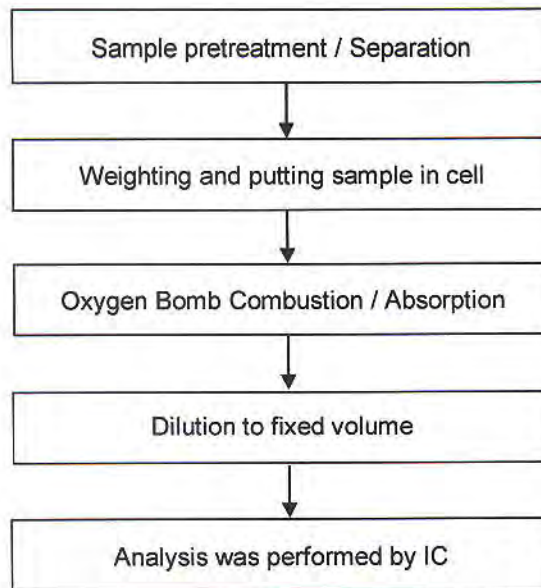 Sample pretreatment / Separation
Weighting and putting sample in cell
Oxygen Bomb Combustion / Absorption
Dilution to fixed volume
Analysis was performed by IC